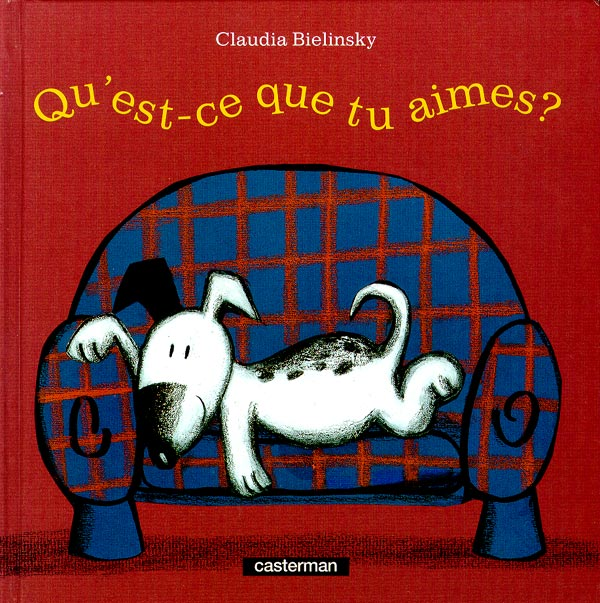 Claudia Bielinsky
Qu'est-ce que tu aimes?
casterman